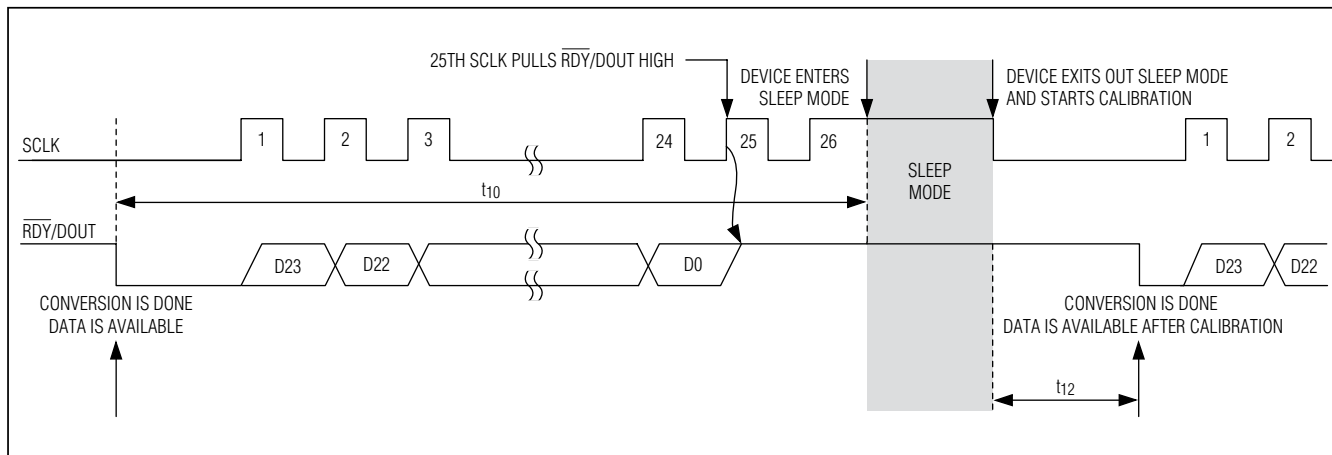 25TH SCLK PULLS RDY/DOUT HIGH
DEVICE ENTERS
SLEEP MODE
DEVICE EXITS OUT SLEEP MODE
AND STARTS CALIBRATION
SCLK
1
2
3
24
25
26
1
2
SLEEP
MODE
t10
RDY/DOUT
D23
D22
D0
D23
D22
CONVERSION IS DONE
DATA IS AVAILABLE
CONVERSION IS DONE
DATA IS AVAILABLE AFTER CALIBRATION
t12